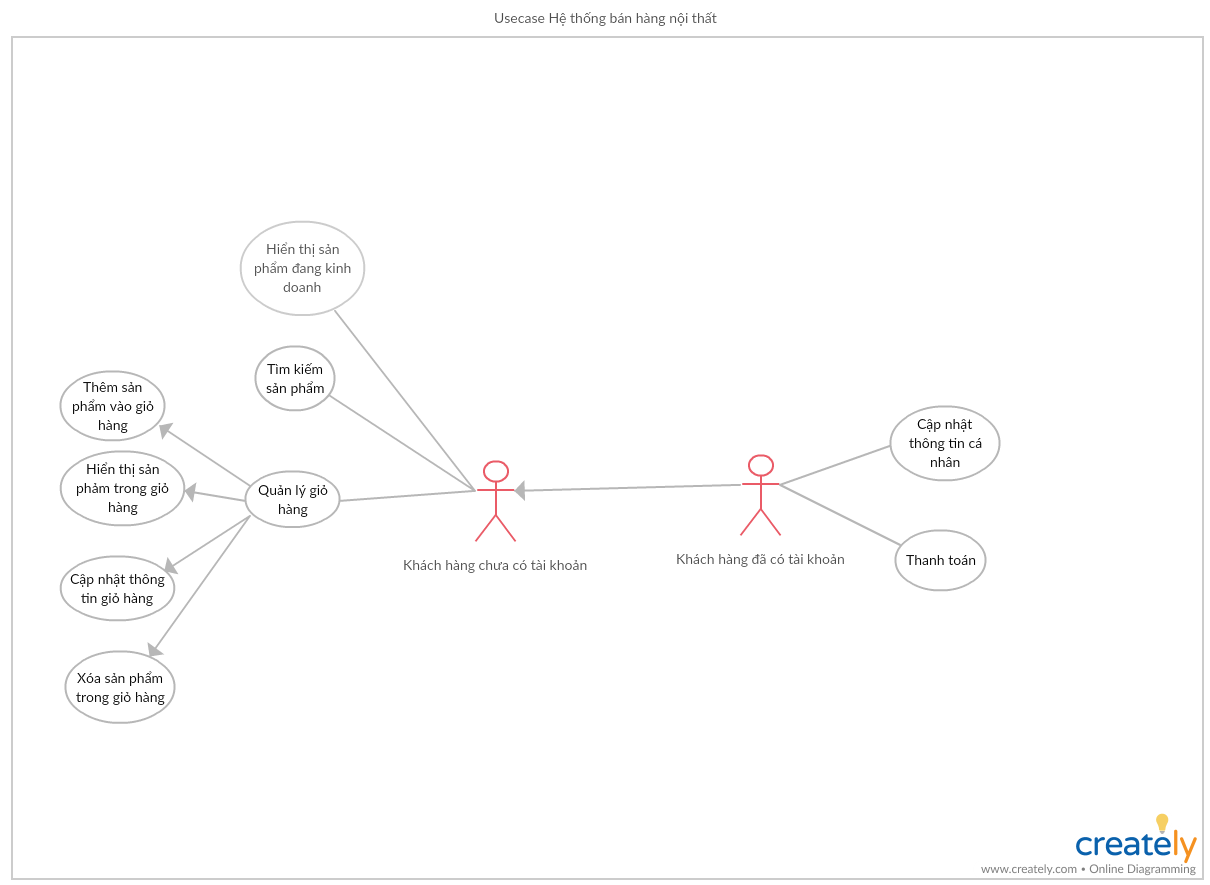 Usecase Hệ thống bán hàng nội thất
Hiển thị sản
phẩm đang kinh
doanh
Tìm kiếm
sản phẩm
Thêm sản
phẩm vào giỏ
hàng
Hiển thị sản
phảm trong giỏ
hàng
Quản lý giỏ
hàng
Cập nhật thông
tin giỏ hàng
Xóa sản phẩm
trong giỏ hàng
Khách hàng chưa có tài khoản
Khách hàng đã có tài khoản
Cập nhật
thông tin cá
nhân
Thanh toán
creately
www.creately.com • Online Diagramming